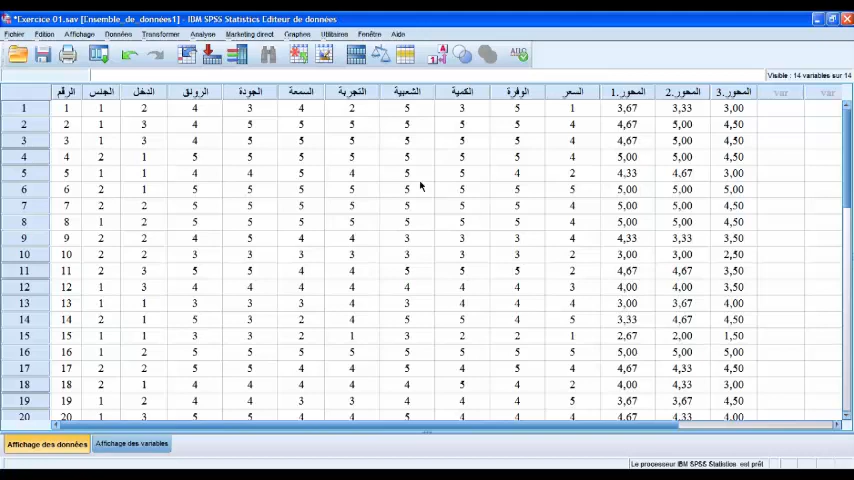 *Exercice 01.sav [Ensemble_de_données1] - IBM SPSS Statistics Editeur de données
Fichier Edition Affichage Données Transformer Analyse Marketing direct Graphes Utilitaires Fenêtre Aide
Visible : 14 variables sur 14
الرقم الجنس الدخل الرونق الجودة السمعة التجربة الشعبية الكمية الوفرة السعر المحور.1 المحور.2 المحور.3 var var
1 1 1 2 4 3 4 2 5 3 5 1 3,67 3,33 3,00
2 2 1 3 4 5 5 5 5 5 5 4 4,67 5,00 4,50
3 3 1 3 4 5 5 5 5 5 5 4 4,67 5,00 4,50
4 4 2 1 5 5 5 5 5 5 5 4 5,00 5,00 4,50
5 5 1 1 4 4 5 4 5 5 4 2 4,33 4,67 3,00
6 6 2 1 5 5 5 5 5 5 5 5 5,00 5,00 5,00
7 7 2 2 5 5 5 5 5 5 5 4 5,00 5,00 4,50
8 8 1 2 5 5 5 5 5 5 5 4 5,00 5,00 4,50
9 9 2 2 4 5 4 4 3 3 3 4 4,33 3,33 3,50
10 10 2 2 3 3 3 3 3 3 3 2 3,00 3,00 2,50
11 11 2 3 5 5 4 4 5 5 5 2 4,67 4,67 3,50
12 12 1 3 4 4 4 4 4 4 4 3 4,00 4,00 3,50
13 13 1 1 3 3 3 4 3 4 4 4 3,00 3,67 4,00
14 14 2 1 5 3 2 4 5 5 4 5 3,33 4,67 4,50
15 15 1 1 3 3 2 1 3 2 2 1 2,67 2,00 1,50
16 16 1 2 5 5 5 5 5 5 5 5 5,00 5,00 5,00
17 17 2 2 5 5 4 4 5 4 5 4 4,67 4,33 4,50
18 18 2 1 4 4 4 4 4 5 4 2 4,00 4,33 3,00
19 19 1 2 4 4 3 3 4 4 4 5 3,67 3,67 4,50
20 20 1 3 5 5 4 4 5 4 4 4 4,67 4,33 4,00
Affichage des données Affichage des variables
Le processeur IBM SPSS Statistics est prêt